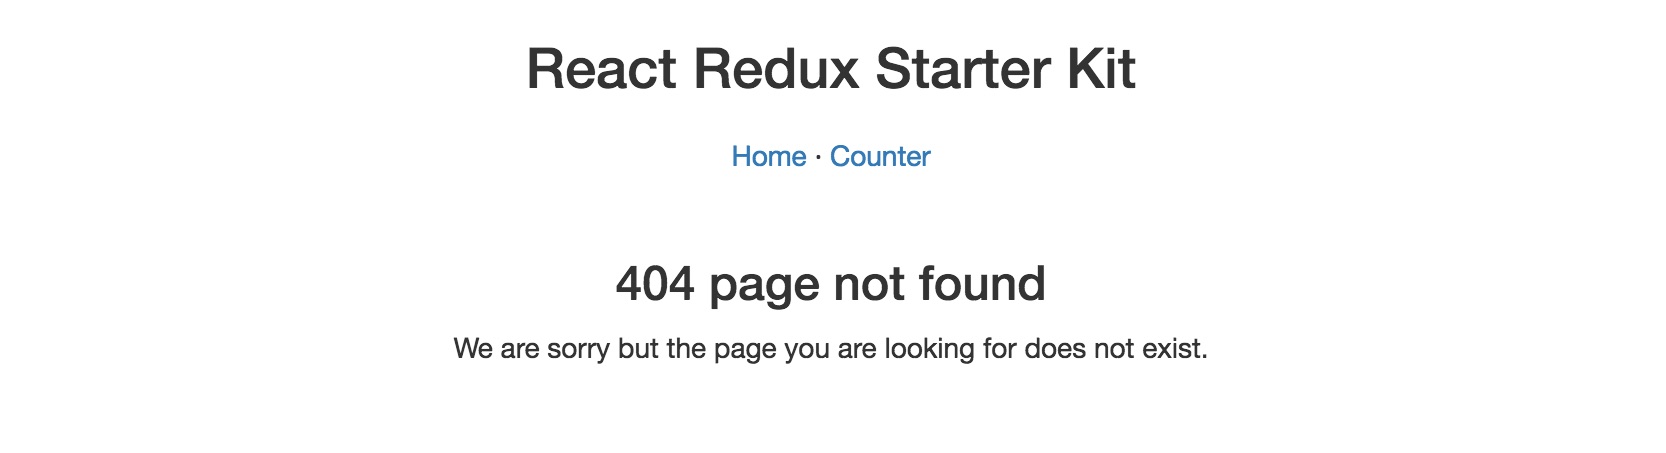 React Redux Starter Kit
Home · Counter
404 page not found
We are sorry but the page you are looking for does not exist.